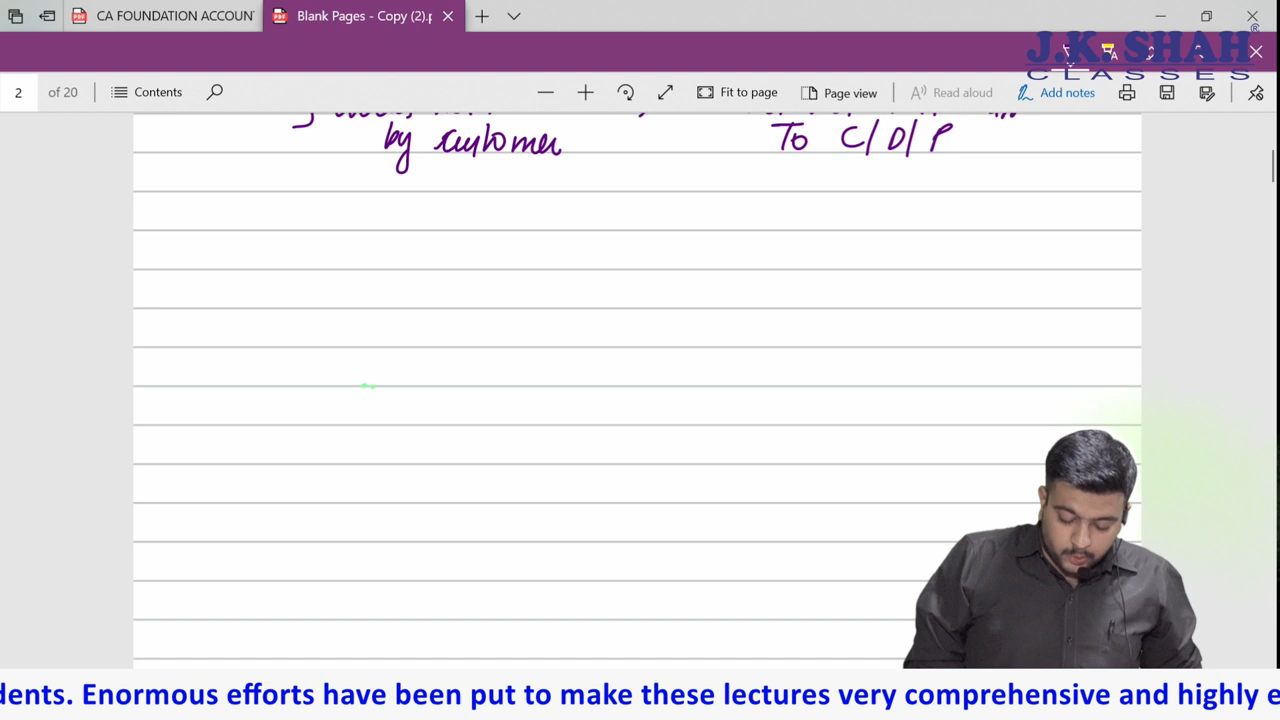 CA FOUNDATION ACCOUN
Blank Pages - Copy (2).p
J.K. SHAH ®
CLASSES
2 of 20 Contents Fit to page Page view Read aloud Add notes
by customer To C/D/P
dents. Enormous efforts have been put to make these lectures very comprehensive and highly e